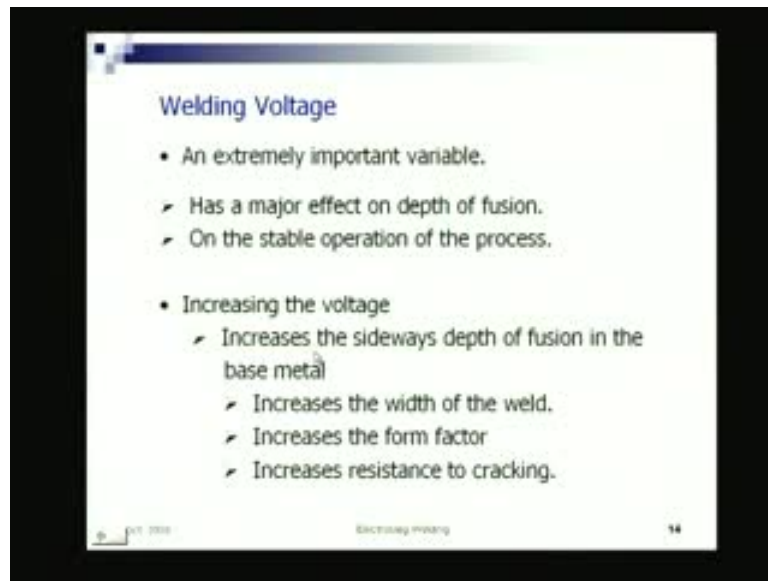 Welding Voltage
• An extremely important variable.
➢ Has a major effect on depth of fusion.
➢ On the stable operation of the process.
• Increasing the voltage
➢ Increases the sideways depth of fusion in the
base metal
➢ Increases the width of the weld.
➢ Increases the form factor
➢ Increases resistance to cracking.
Electroslag Welding
14